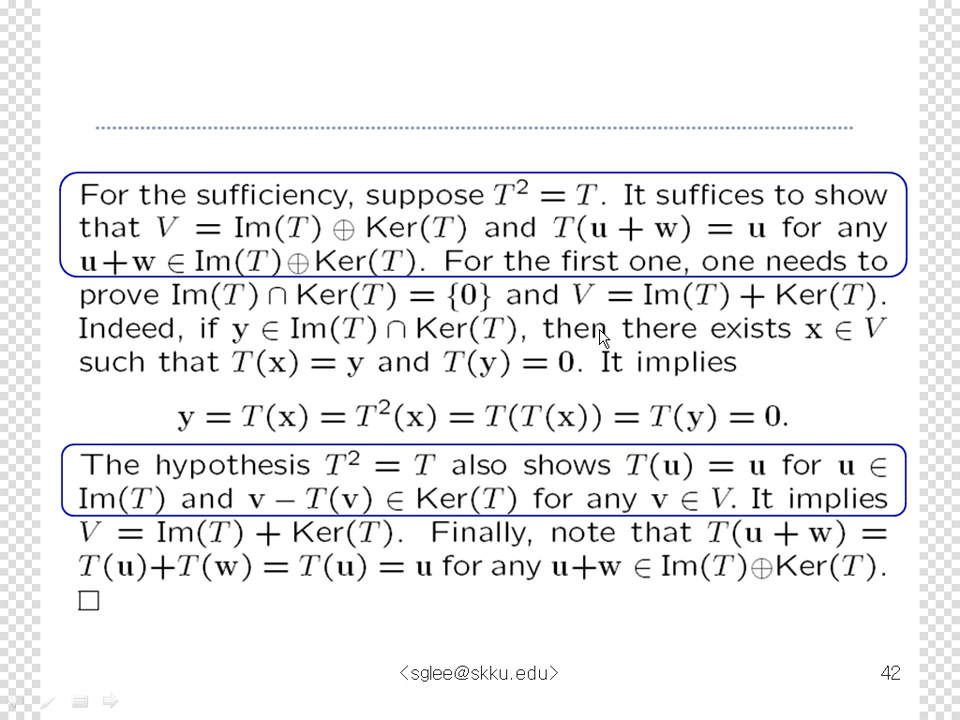 For the sufficiency, suppose T² = T. It suffices to show
that V = Im(T) ⊕ Ker(T) and T(u + w) = u for any
u+w ∈ Im(T)⊕Ker(T). For the first one, one needs to
prove Im(T) ∩ Ker(T) = {0} and V = Im(T) + Ker(T).
Indeed, if y ∈ Im(T) ∩ Ker(T), then there exists x ∈ V
such that T(x) = y and T(y) = 0. It implies
y = T(x) = T²(x) = T(T(x)) = T(y) = 0.
The hypothesis T² = T also shows T(u) = u for u ∈
Im(T) and v − T(v) ∈ Ker(T) for any v ∈ V. It implies
V = Im(T) + Ker(T). Finally, note that T(u + w) =
T(u)+T(w) = T(u) = u for any u+w ∈ Im(T)⊕Ker(T).
□
<sglee@skku.edu> 42